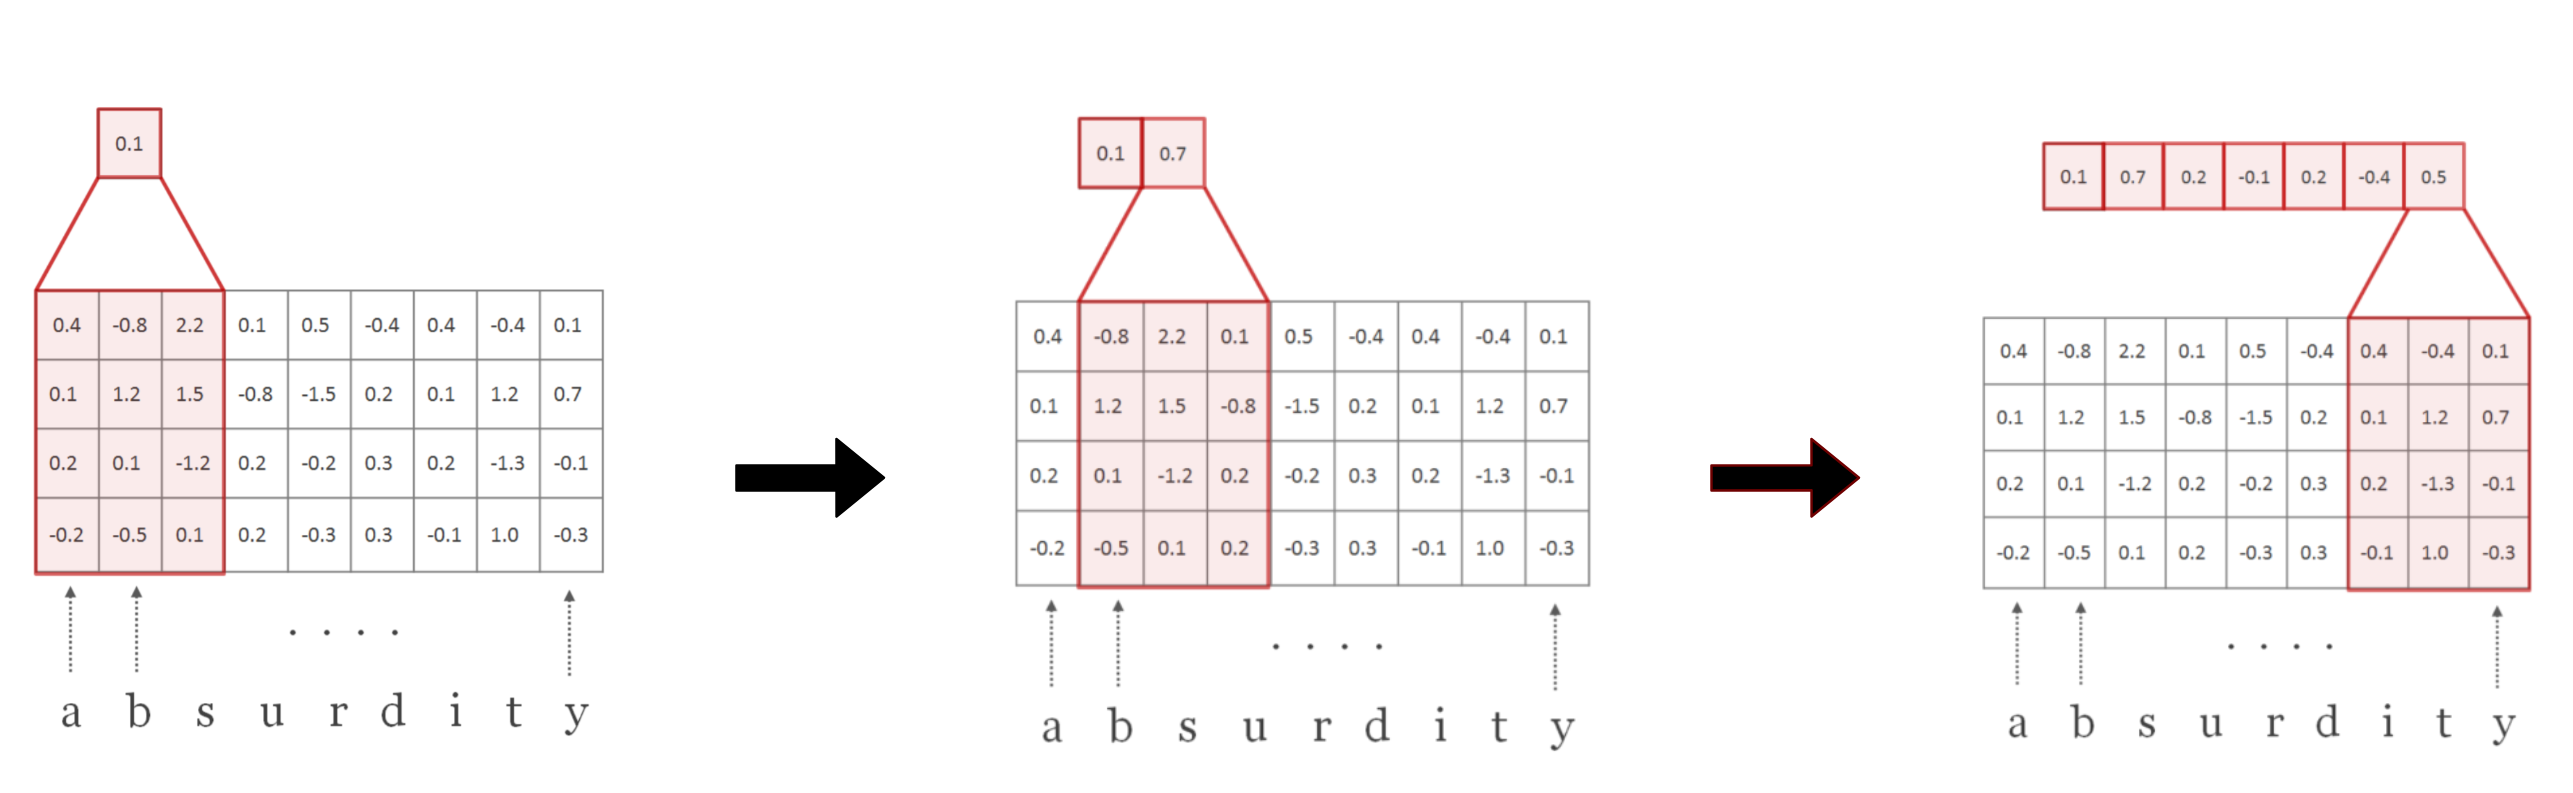 0.1
0.4 -0.8 2.2 0.1 0.5 -0.4 0.4 -0.4 0.1
0.1 1.2 1.5 -0.8 -1.5 0.2 0.1 1.2 0.7
0.2 0.1 -1.2 0.2 -0.2 0.3 0.2 -1.3 -0.1
-0.2 -0.5 0.1 0.2 -0.3 0.3 -0.1 1.0 -0.3
. . . .
a b s u r d i t y
0.1 0.7
0.4 -0.8 2.2 0.1 0.5 -0.4 0.4 -0.4 0.1
0.1 1.2 1.5 -0.8 -1.5 0.2 0.1 1.2 0.7
0.2 0.1 -1.2 0.2 -0.2 0.3 0.2 -1.3 -0.1
-0.2 -0.5 0.1 0.2 -0.3 0.3 -0.1 1.0 -0.3
. . . .
a b s u r d i t y
0.1 0.7 0.2 -0.1 0.2 -0.4 0.5
0.4 -0.8 2.2 0.1 0.5 -0.4 0.4 -0.4 0.1
0.1 1.2 1.5 -0.8 -1.5 0.2 0.1 1.2 0.7
0.2 0.1 -1.2 0.2 -0.2 0.3 0.2 -1.3 -0.1
-0.2 -0.5 0.1 0.2 -0.3 0.3 -0.1 1.0 -0.3
. . . .
a b s u r d i t y